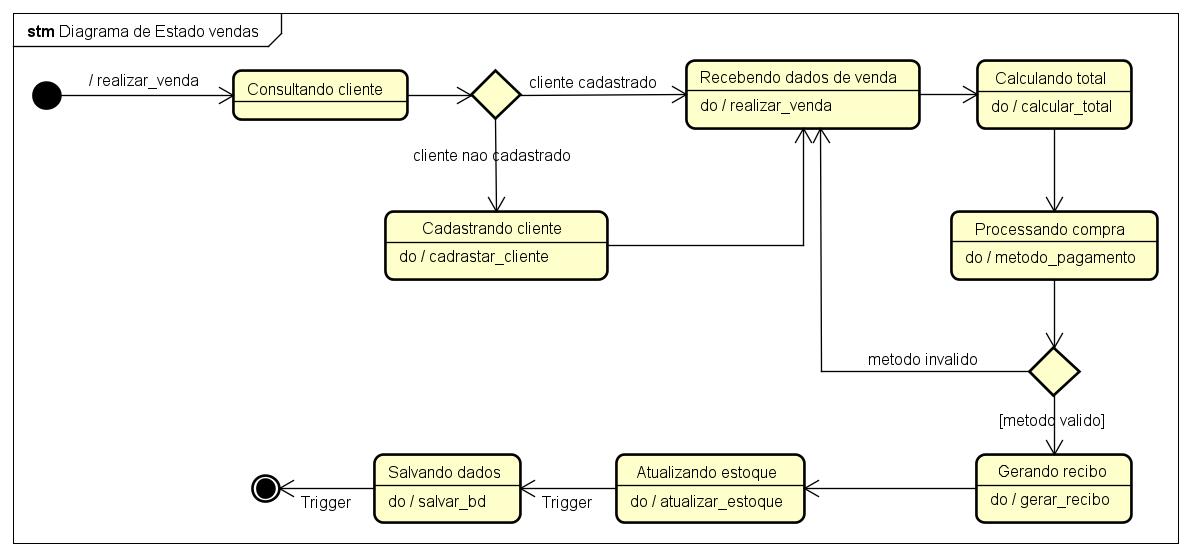 stm Diagrama de Estado vendas
/ realizar_venda
Consultando cliente
cliente cadastrado
Recebendo dados de venda
do / realizar_venda
Calculando total
do / calcular_total
cliente nao cadastrado
Cadastrando cliente
do / cadrastar_cliente
Processando compra
do / metodo_pagamento
metodo invalido
[metodo valido]
Gerando recibo
do / gerar_recibo
Atualizando estoque
do / atualizar_estoque
Trigger
Salvando dados
do / salvar_bd
Trigger